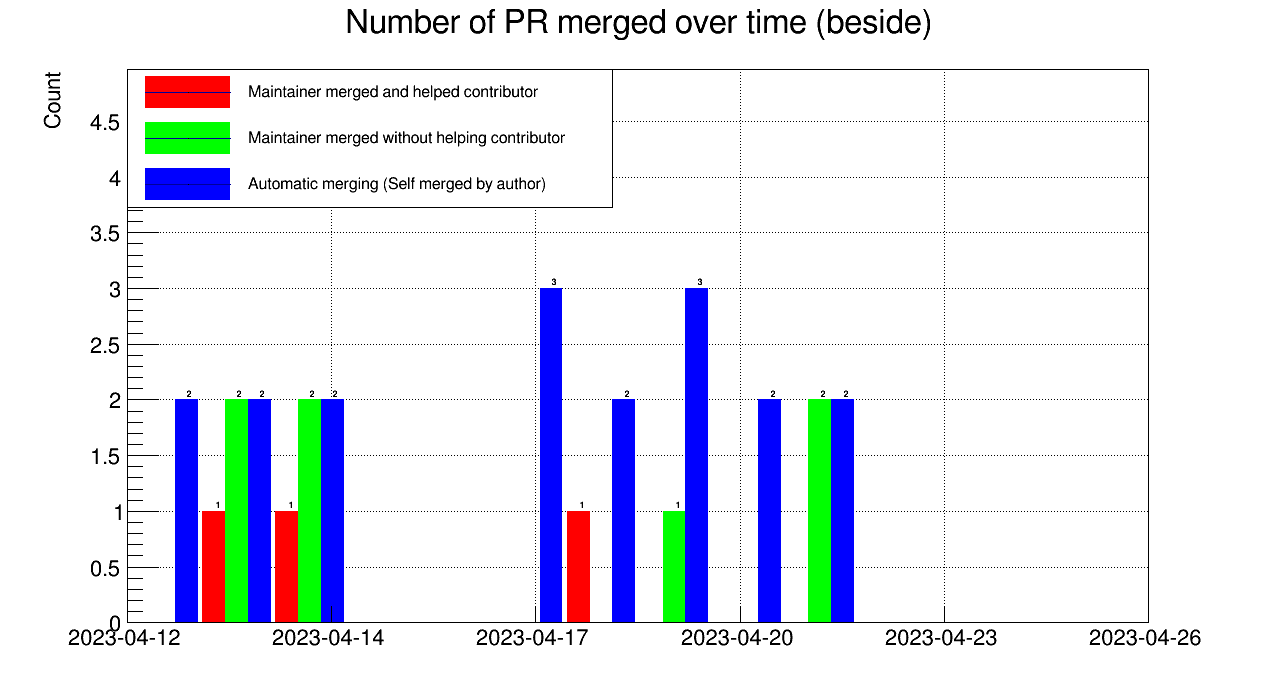 Number of PR merged over time (beside)
Count
Maintainer merged and helped contributor
Maintainer merged without helping contributor
Automatic merging (Self merged by author)
4.5
4
3.5
3
2.5
2
1.5
1
0.5
0
3 3
2 2 2 2 2 2 2 2 2
1 1 1 1
2023-04-12 2023-04-14 2023-04-17 2023-04-20 2023-04-23 2023-04-26